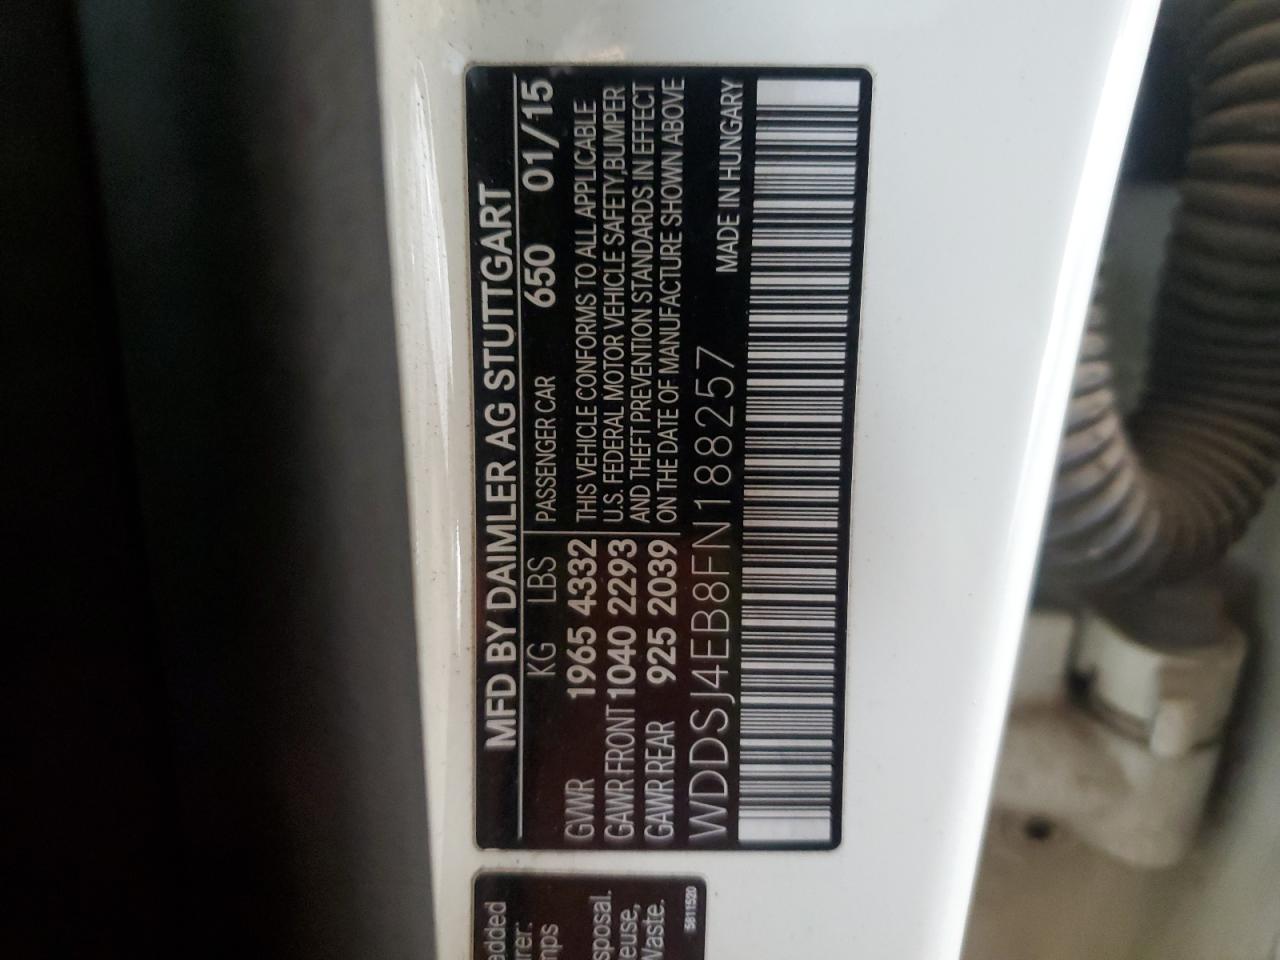 MFD BY DAIMLER AG STUTTGART
KG LBS PASSENGER CAR 650 01/15
GVWR 1965 4332 THIS VEHICLE CONFORMS TO ALL APPLICABLE
GAWR FRONT 1040 2293 U.S. FEDERAL MOTOR VEHICLE SAFETY,BUMPER
GAWR REAR 925 2039 AND THEFT PREVENTION STANDARDS IN EFFECT
ON THE DATE OF MANUFACTURE SHOWN ABOVE
WDDSJ4EB8FN188257 MADE IN HUNGARY
added
urer.
mps
sposal.
euse,
Waste.
5811520